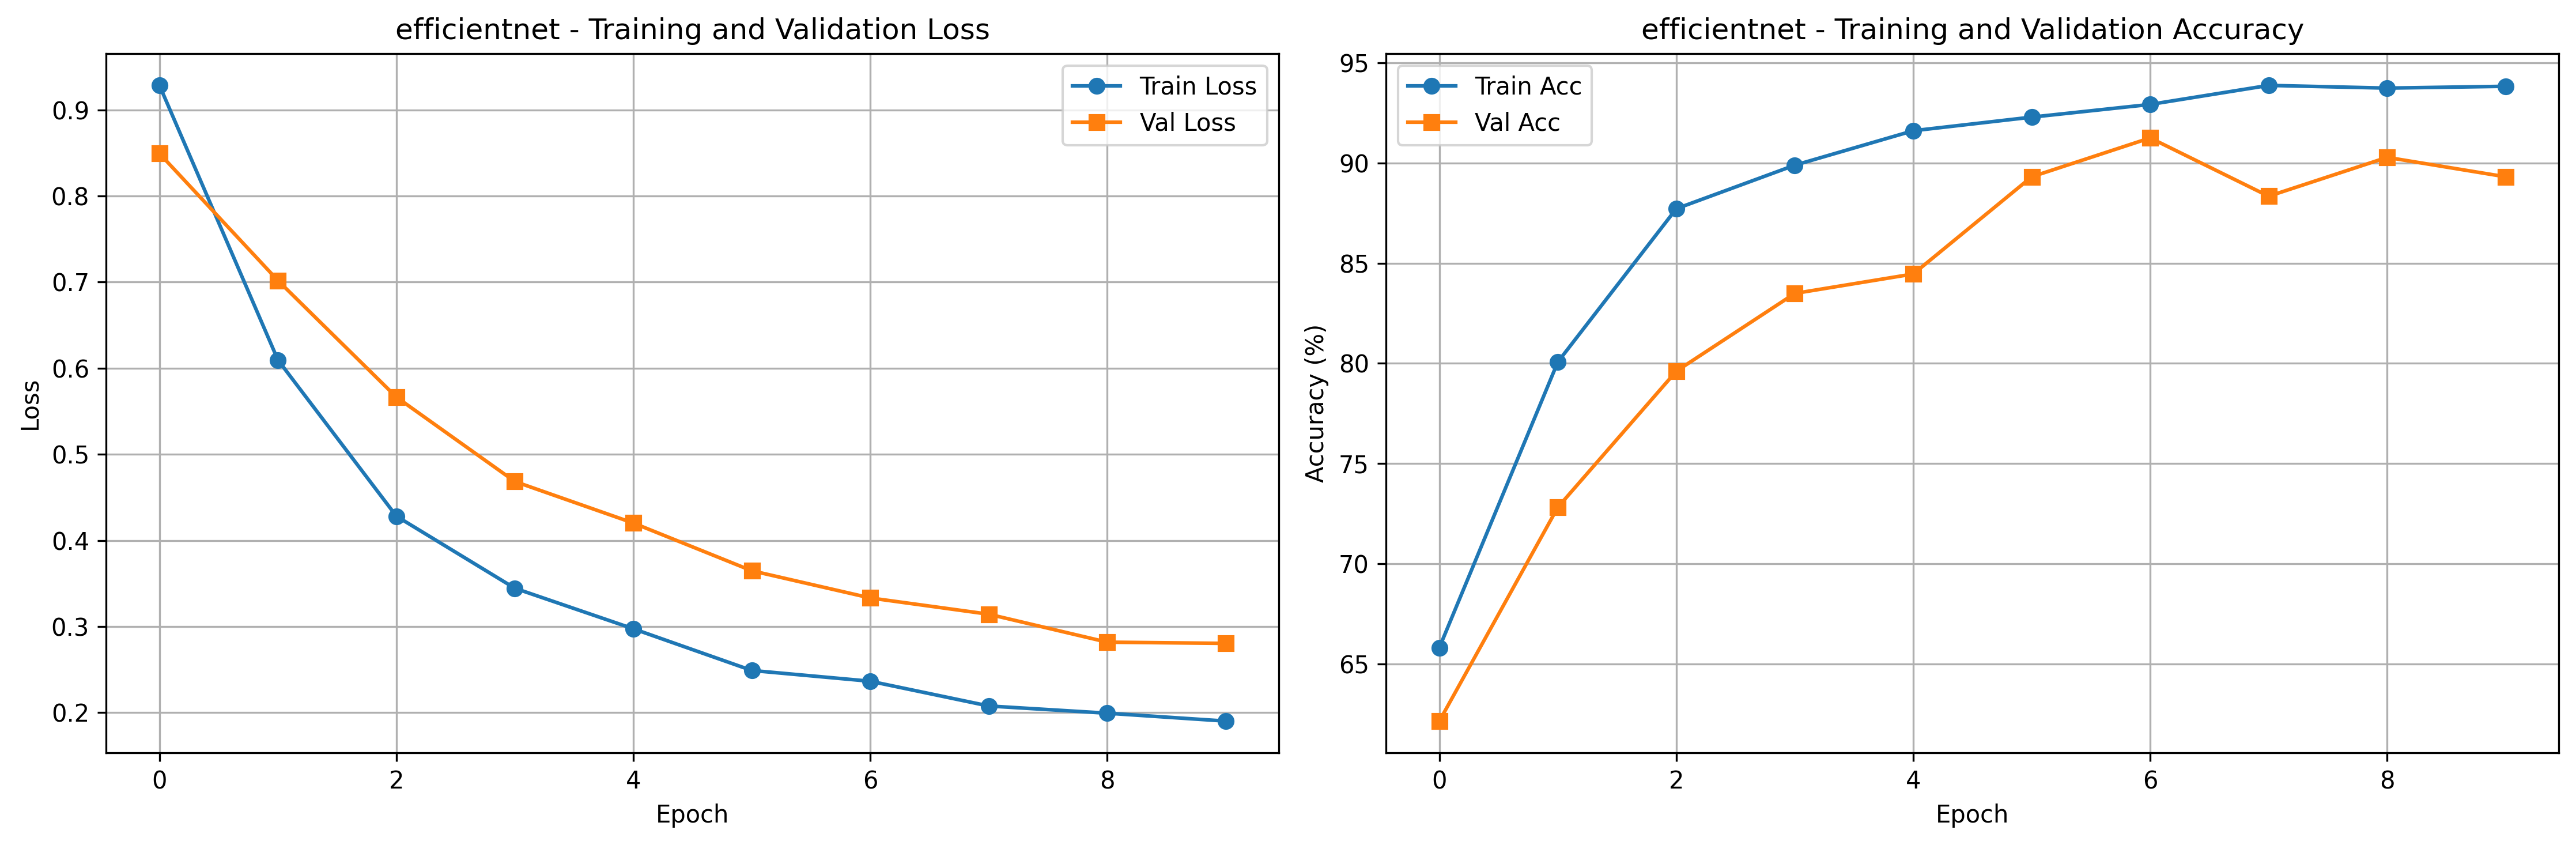 efficientnet - Training and Validation Loss
Train Loss
Val Loss
0.9
0.8
0.7
0.6
0.5
0.4
0.3
0.2
Loss
0 2 4 6 8
Epoch
efficientnet - Training and Validation Accuracy
Train Acc
Val Acc
95
90
85
80
75
70
65
Accuracy (%)
0 2 4 6 8
Epoch